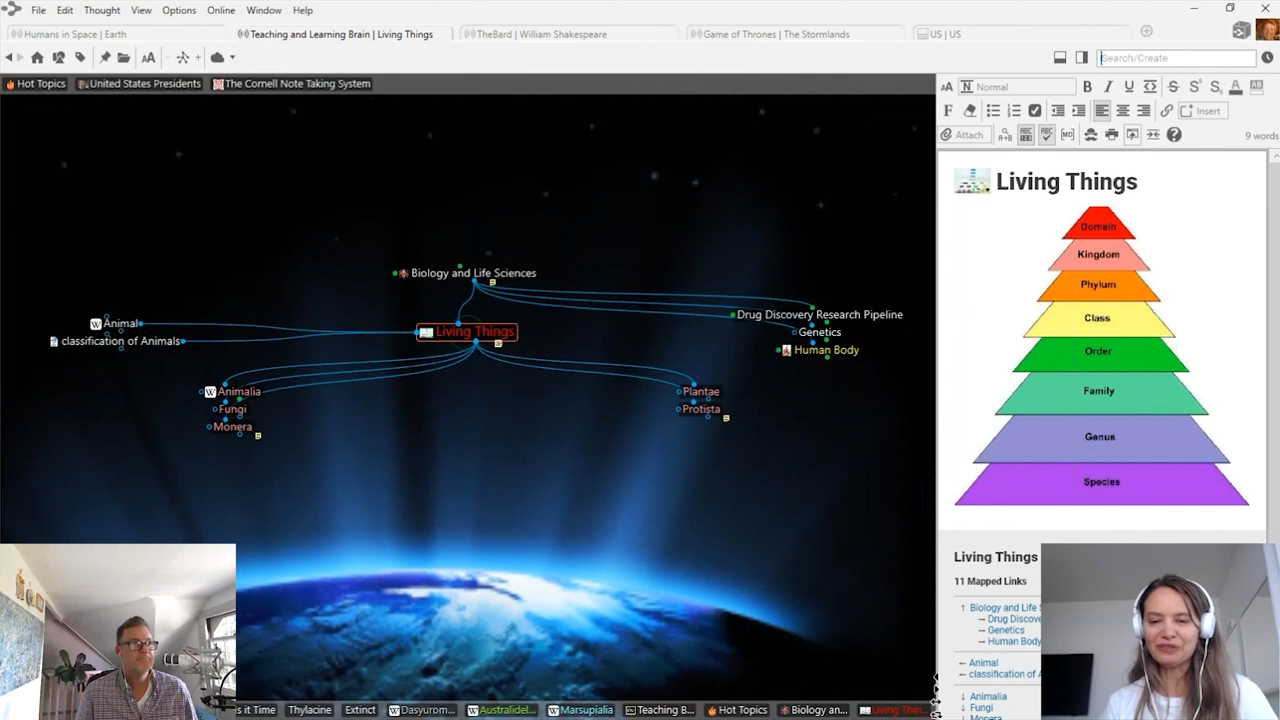 File Edit Thought View Options Online Window Help
Humans in Space | Earth
Teaching and Learning Brain | Living Things
TheBard | William Shakespeare
Game of Thrones | The Stormlands
US | US
Search/Create
Hot Topics
United States Presidents
The Cornell Note Taking System
Normal
Insert
Attach
9 words
Living Things
Domain
Kingdom
Phylum
Class
Order
Family
Genus
Species
Biology and Life Sciences
Animal
classification of Animals
Living Things
Drug Discovery Research Pipeline
Genetics
Human Body
Animalia
Fungi
Monera
Plantae
Protista
Living Things
11 Mapped Links
↑ Biology and Life S
→ Drug Discove
→ Genetics
→ Human Body
← Animal
← classification of A
↓ Animalia
↓ Fungi
↓ Monera
s it Time
Thylacine
Extinct
Dasyurom...
Australidel...
Marsupialia
Teaching B...
Hot Topics
Biology an...
Living Thin...